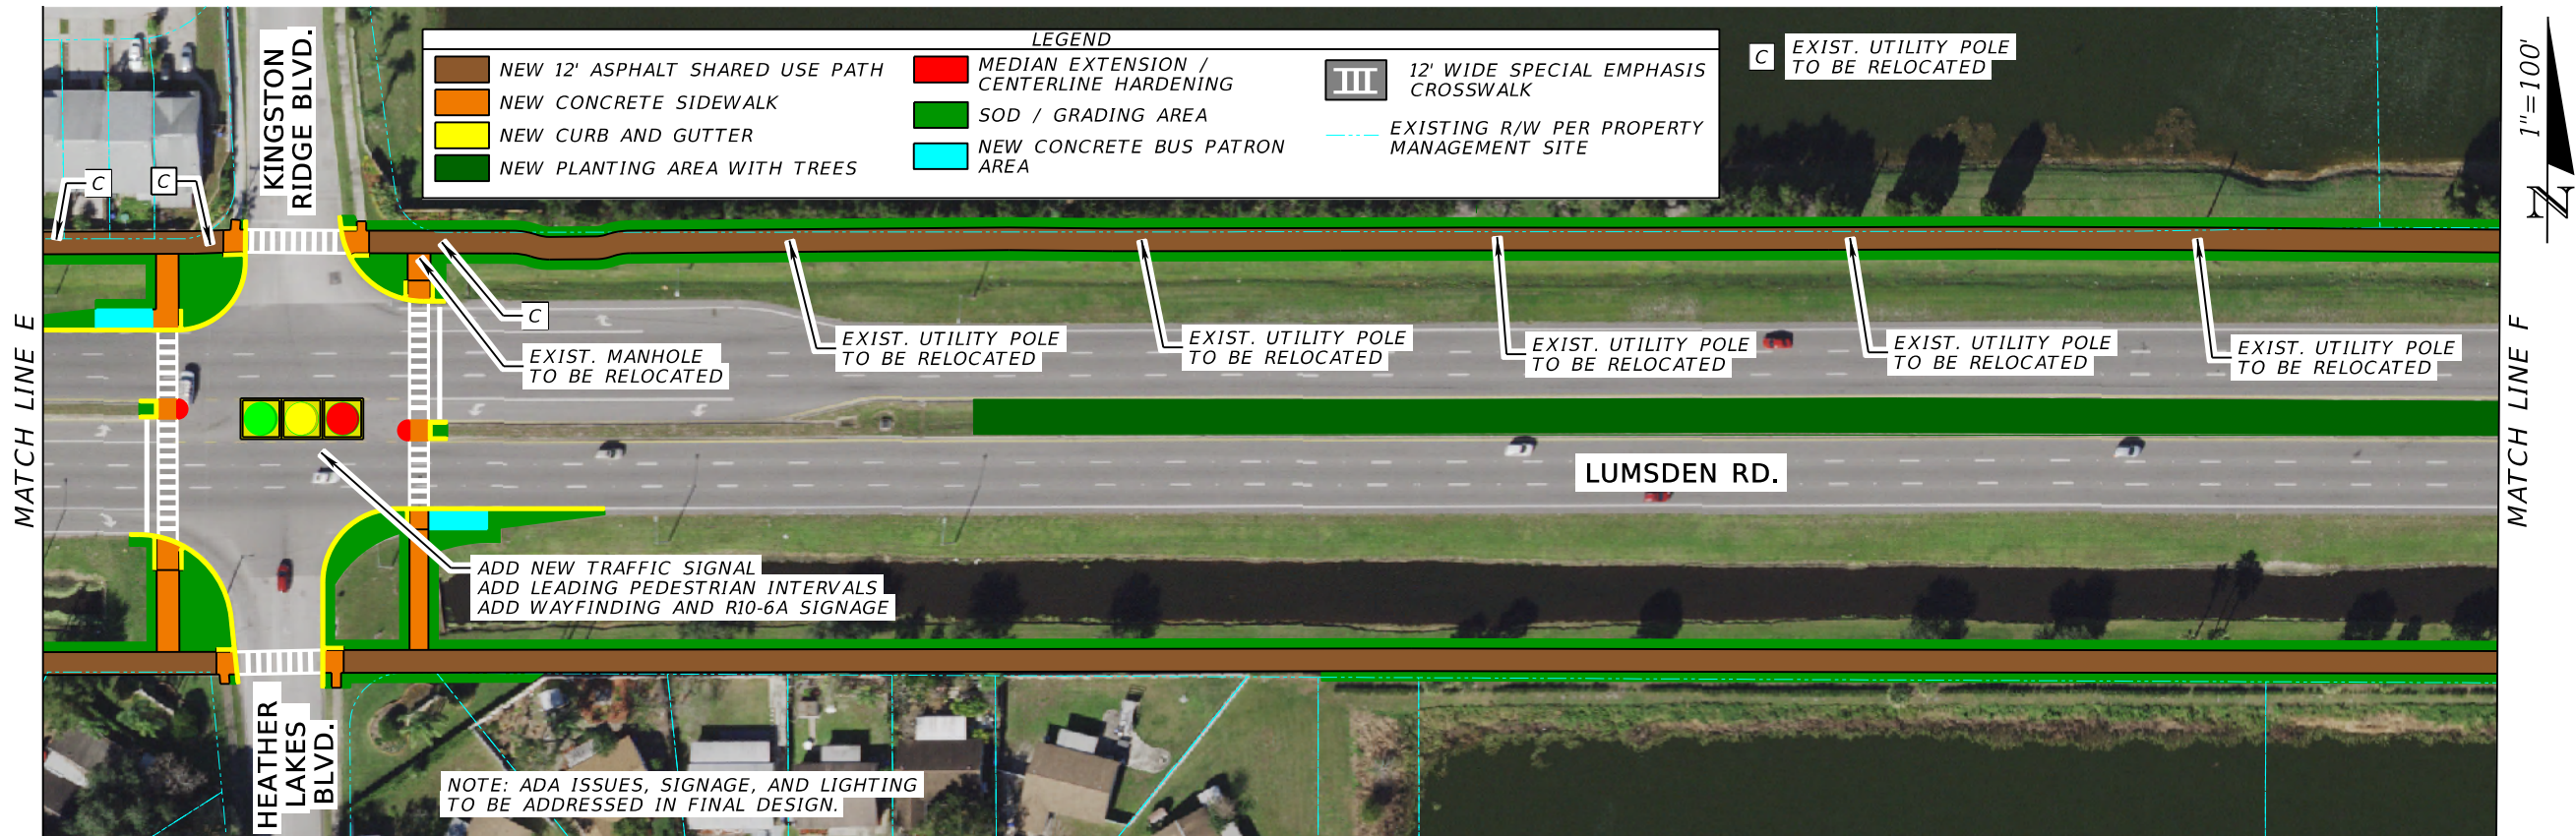 LEGEND
NEW 12' ASPHALT SHARED USE PATH
NEW CONCRETE SIDEWALK
NEW CURB AND GUTTER
NEW PLANTING AREA WITH TREES
MEDIAN EXTENSION /
CENTERLINE HARDENING
SOD / GRADING AREA
NEW CONCRETE BUS PATRON
AREA
12' WIDE SPECIAL EMPHASIS
CROSSWALK
EXISTING R/W PER PROPERTY
MANAGEMENT SITE
C
EXIST. UTILITY POLE
TO BE RELOCATED
1"=100'
N
KINGSTON
RIDGE BLVD.
C
C
C
MATCH LINE E
EXIST. MANHOLE
TO BE RELOCATED
EXIST. UTILITY POLE
TO BE RELOCATED
EXIST. UTILITY POLE
TO BE RELOCATED
EXIST. UTILITY POLE
TO BE RELOCATED
EXIST. UTILITY POLE
TO BE RELOCATED
EXIST. UTILITY POLE
TO BE RELOCATED
MATCH LINE F
LUMSDEN RD.
ADD NEW TRAFFIC SIGNAL
ADD LEADING PEDESTRIAN INTERVALS
ADD WAYFINDING AND R10-6A SIGNAGE
HEATHER
LAKES
BLVD.
NOTE: ADA ISSUES, SIGNAGE, AND LIGHTING
TO BE ADDRESSED IN FINAL DESIGN.